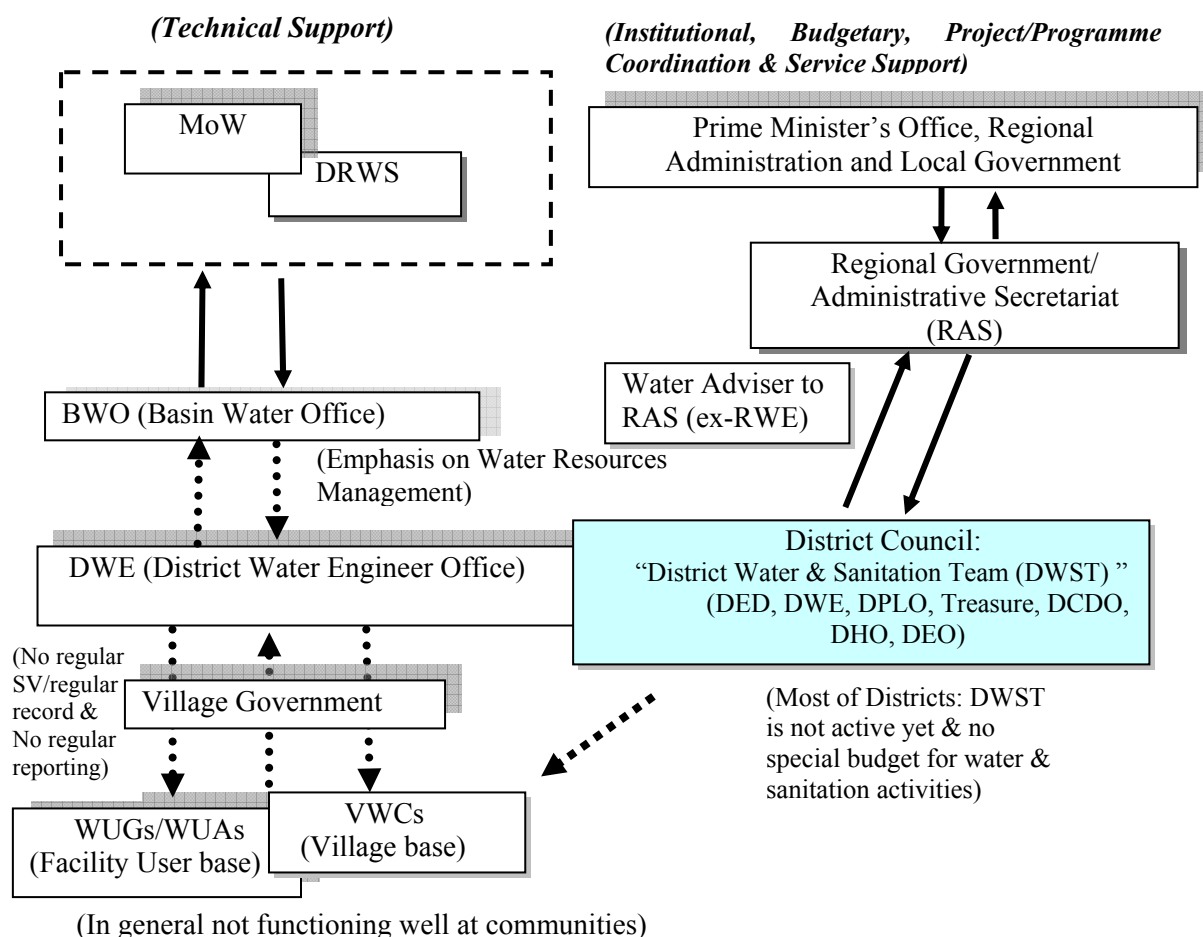 (Technical Support)
(Institutional, Budgetary, Project/Programme
Coordination & Service Support)
MoW
DRWS
Prime Minister's Office, Regional
Administration and Local Government
Regional Government/
Administrative Secretariat
(RAS)
Water Adviser to
RAS (ex-RWE)
BWO (Basin Water Office)
(Emphasis on Water Resources
Management)
DWE (District Water Engineer Office)
District Council:
“District Water & Sanitation Team (DWST) ”
(DED, DWE, DPLO, Treasure, DCDO,
DHO, DEO)
(No regular
SV/regular
record &
No regular
reporting)
Village Government
(Most of Districts: DWST
is not active yet & no
special budget for water &
sanitation activities)
WUGs/WUAs
(Facility User base)
VWCs
(Village base)
(In general not functioning well at communities)